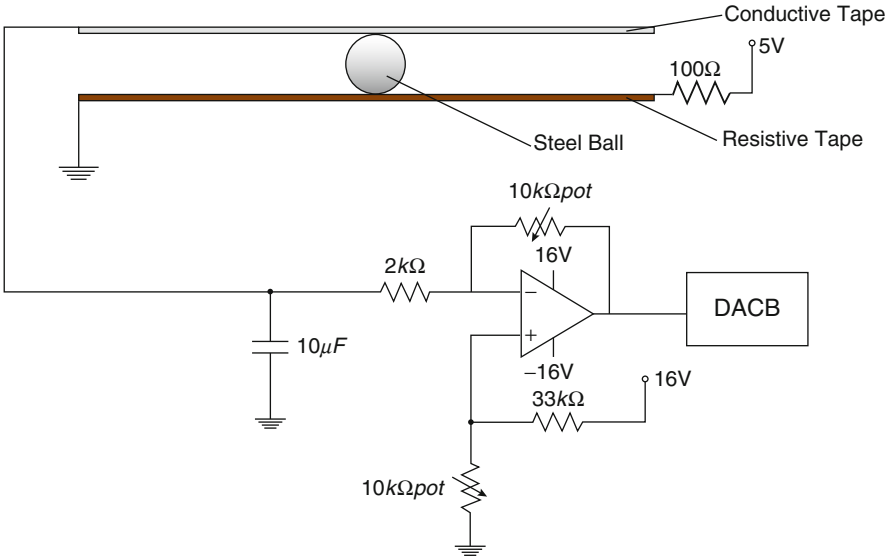 Conductive Tape
5V
100Ω
Steel Ball
Resistive Tape
10kΩpot
16V
2kΩ
−
+
DACB
10μF
−16V
16V
33kΩ
10kΩpot